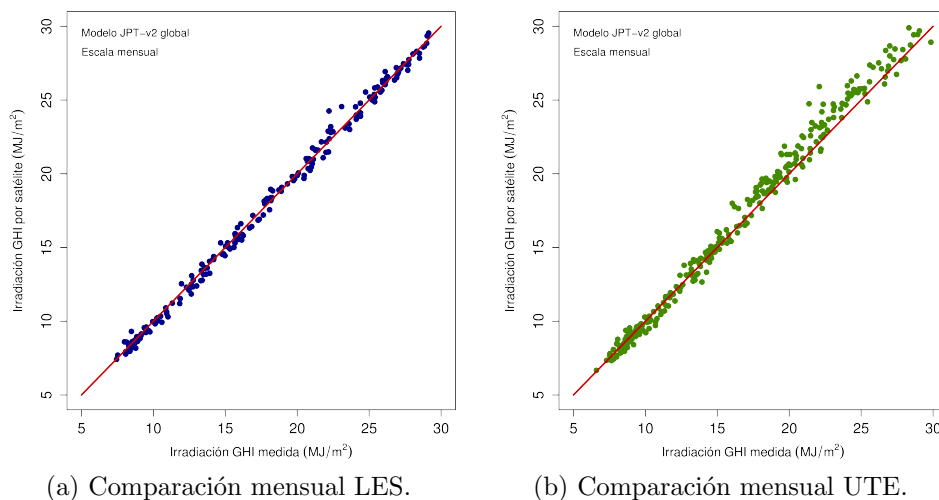 Modelo JPT−v2 global
Escala mensual
30
25
20
15
10
5
Irradiación GHI por satélite (MJ/m²)
5 10 15 20 25 30
Irradiación GHI medida (MJ/m²)
(a) Comparación mensual LES.
Modelo JPT−v2 global
Escala mensual
30
25
20
15
10
5
Irradiación GHI por satélite (MJ/m²)
5 10 15 20 25 30
Irradiación GHI medida (MJ/m²)
(b) Comparación mensual UTE.